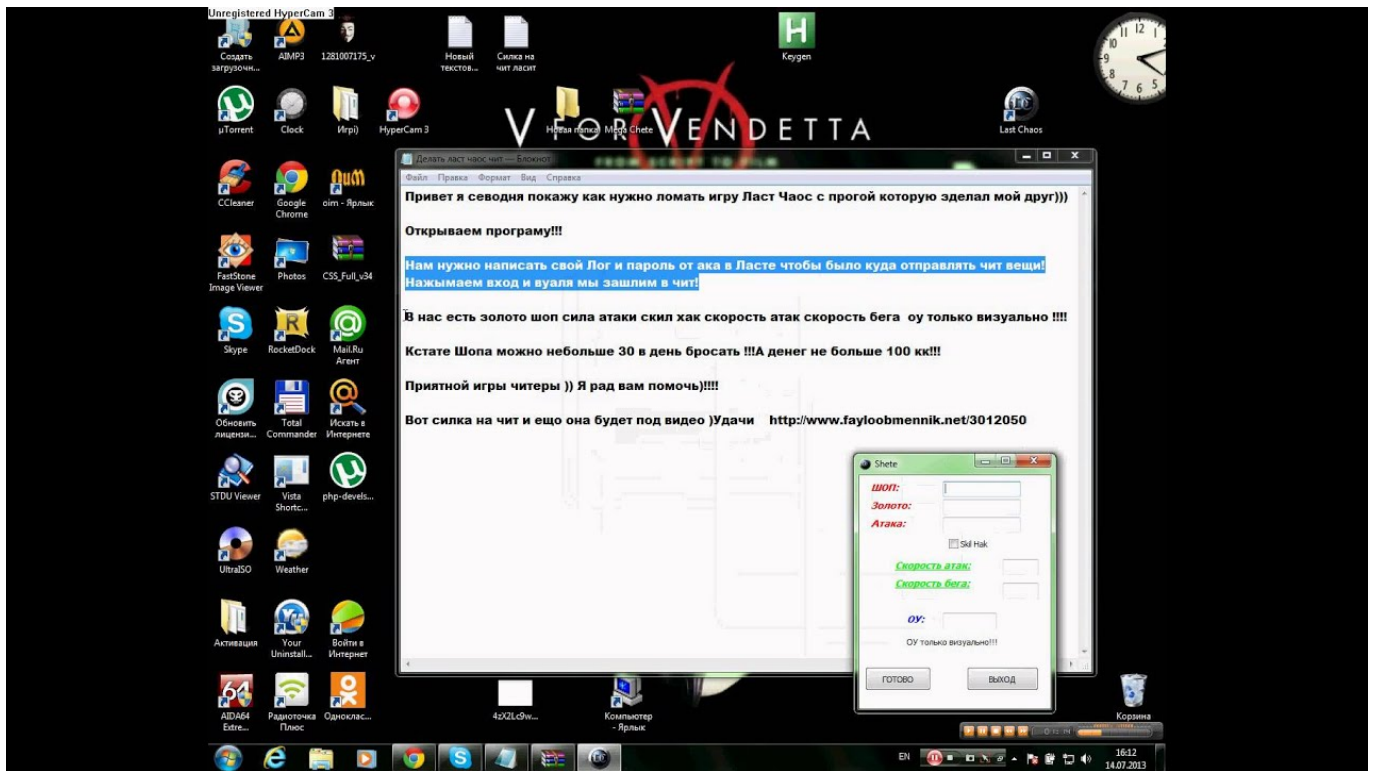 Unregistered HyperCam 3
Создать загрузочн...
AIMP3
1281007175_v
Новый текстов...
Силка на чит ласит
Keygen
µTorrent
Clock
Игрі)
HyperCam 3
Новая папка
Mega Chete
Last Chaos
V FOR VENDETTA
FROM SCRIPT TO FILM
CCleaner
Google Chrome
qip - Ярлык
FastStone Image Viewer
Photos
CSS_Full_v34
Skype
RocketDock
Mail.Ru Агент
Обновить лицензи...
Total Commander
Искать в Интернете
STDU Viewer
Vista Shortc...
php-devels...
UltraISO
Weather
Активация
Your Uninstall...
Войти в Интернет
AIDA64 Extre...
Радиоточка Плюс
Одноклас...
4zX2Lc9w...
Компьютер - Ярлык
Корзина
Делать ласт чаос чит — Блокнот
Файл Правка Формат Вид Справка
Привет я севодня покажу как нужно ломать игру Ласт Чаос с прогой которую зделал мой друг)))
Открываем програму!!!
Нам нужно написать свой Лог и пароль от ака в Ласте чтобы было куда отправлять чит вещи!
Нажымаем вход и вуаля мы зашлим в чит!
В нас есть золото шоп сила атаки скил хак скорость атак скорость бега оу только визуально !!!!
Кстате Шопа можно небольше 30 в день бросать !!!А денег не больше 100 кк!!!
Приятной игры читеры )) Я рад вам помочь)!!!!
Вот силка на чит и ещо она будет под видео )Удачи http://www.fayloobmennik.net/3012050
Shete
ШОП:
Золото:
Атака:
Skil Hak
Скорость атак:
Скорость бега:
ОУ:
ОУ только визуально!!!
ГОТОВО
ВЫХОД
EN
16:12
14.07.2013